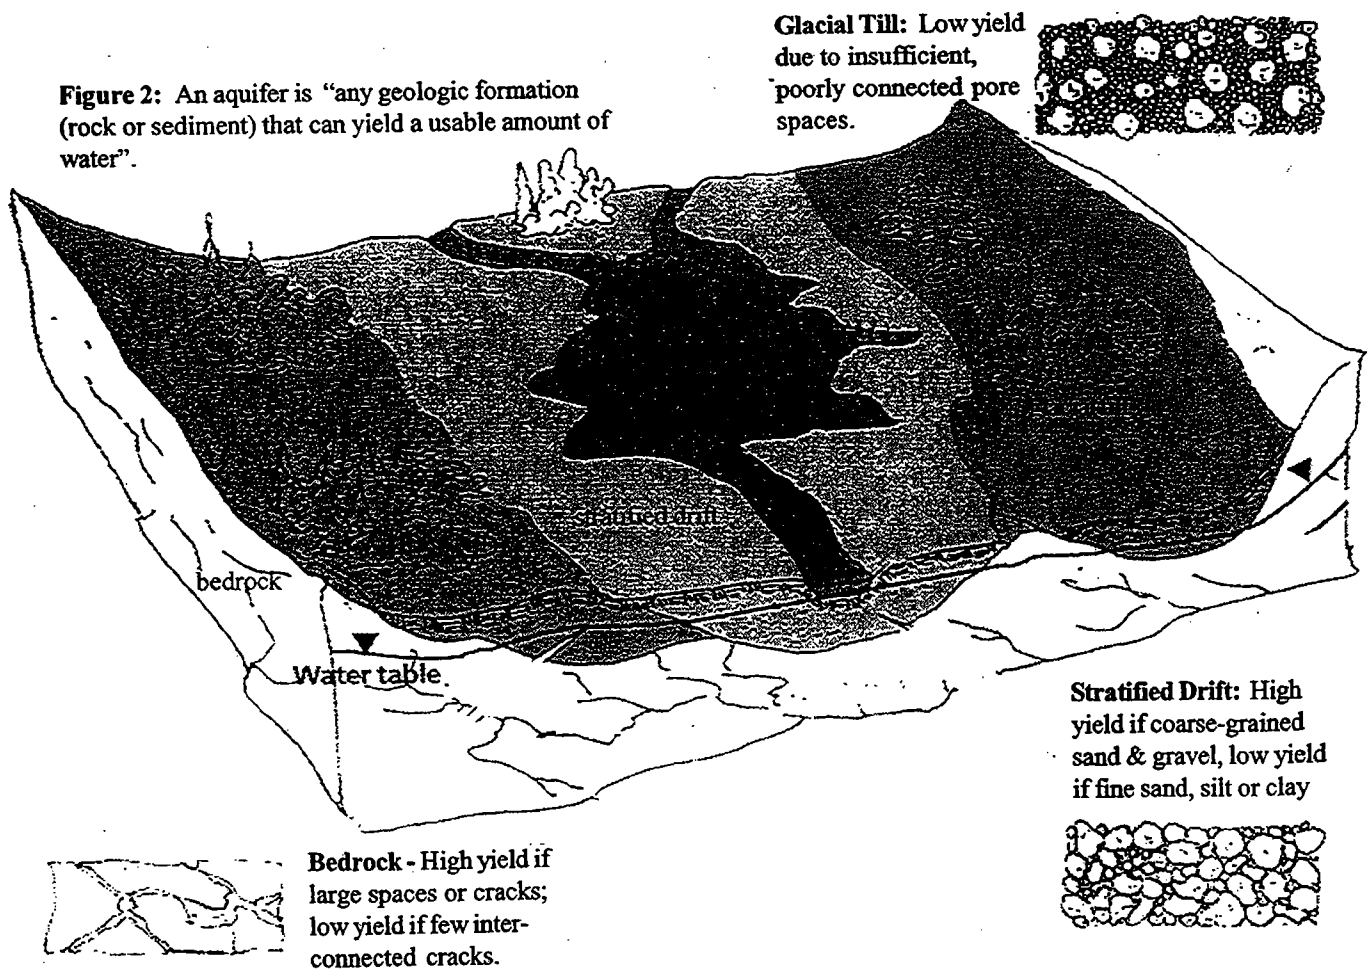 Figure 2: An aquifer is “any geologic formation
(rock or sediment) that can yield a usable amount of
water”.
Glacial Till: Low yield
due to insufficient,
poorly connected pore
spaces.
stratified drift
bedrock
Water table.
Stratified Drift: High
yield if coarse-grained
sand & gravel, low yield
if fine sand, silt or clay
Bedrock - High yield if
large spaces or cracks;
low yield if few inter-
connected cracks.